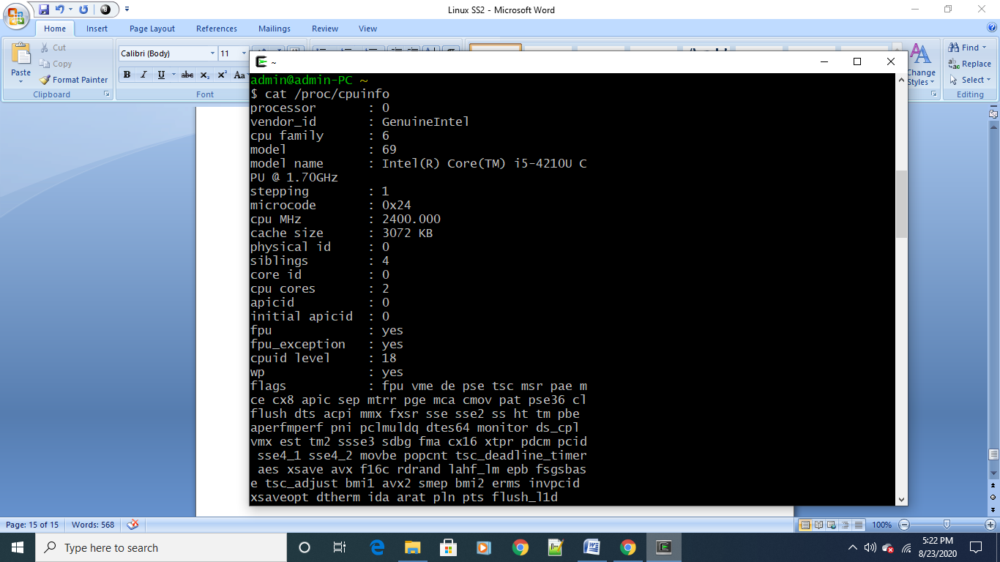 Linux SS2 - Microsoft Word
Home Insert Page Layout References Mailings Review View
Paste
Cut
Copy
Format Painter
Clipboard
Calibri (Body) 11
B I U abc x₂ x² Aa
Font
Change
Styles
Find
Replace
Select
Editing
~
admin@admin-PC ~
$ cat /proc/cpuinfo
processor : 0
vendor_id : GenuineIntel
cpu family : 6
model : 69
model name : Intel(R) Core(TM) i5-4210U C
PU @ 1.70GHz
stepping : 1
microcode : 0x24
cpu MHz : 2400.000
cache size : 3072 KB
physical id : 0
siblings : 4
core id : 0
cpu cores : 2
apicid : 0
initial apicid : 0
fpu : yes
fpu_exception : yes
cpuid level : 18
wp : yes
flags : fpu vme de pse tsc msr pae m
ce cx8 apic sep mtrr pge mca cmov pat pse36 cl
flush dts acpi mmx fxsr sse sse2 ss ht tm pbe
aperfmperf pni pclmuldq dtes64 monitor ds_cpl
vmx est tm2 ssse3 sdbg fma cx16 xtpr pdcm pcid
sse4_1 sse4_2 movbe popcnt tsc_deadline_timer
aes xsave avx f16c rdrand lahf_lm epb fsgsbas
e tsc_adjust bmi1 avx2 smep bmi2 erms invpcid
xsaveopt dtherm ida arat pln pts flush_l1d
Page: 15 of 15 Words: 568 100%
Type here to search
5:22 PM
8/23/2020